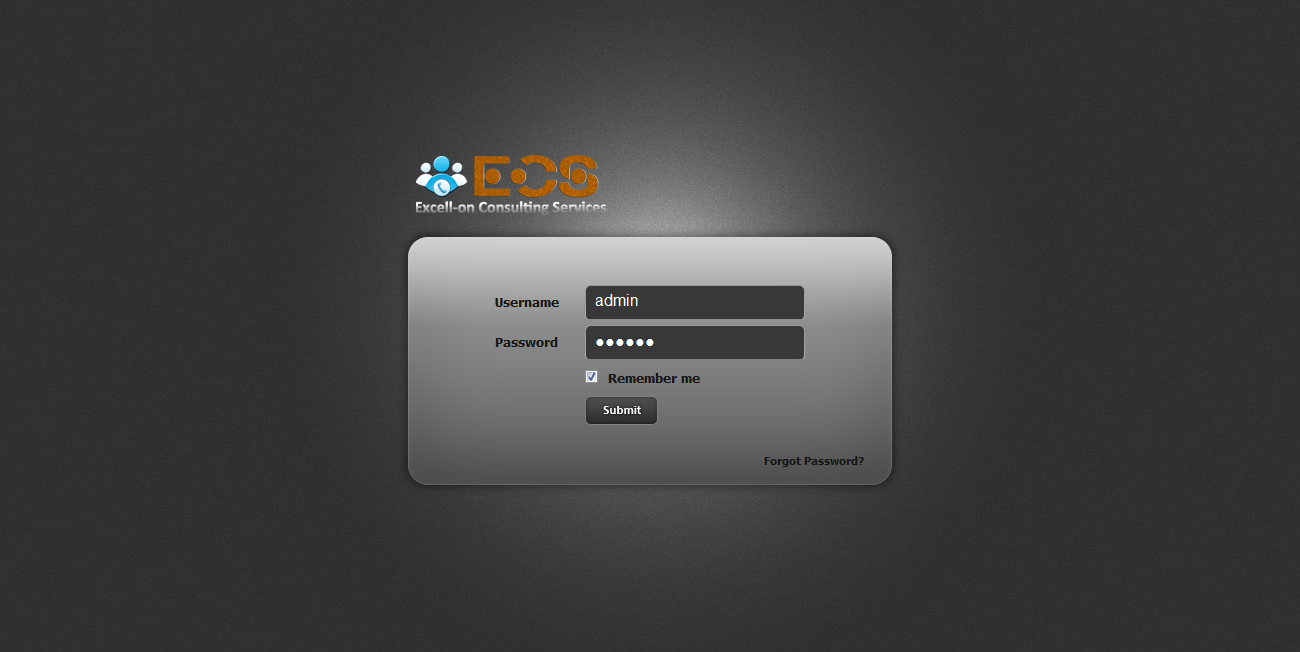 ECS
Excell-on Consulting Services
Username admin
Password ●●●●●●
Remember me
Submit
Forgot Password?